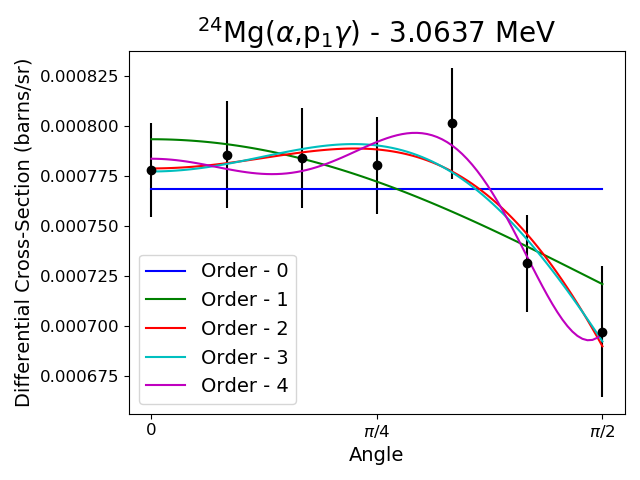 ²⁴Mg(α,p₁γ) - 3.0637 MeV
Differential Cross-Section (barns/sr)
0.000825
0.000800
0.000775
0.000750
0.000725
0.000700
0.000675
Order - 0
Order - 1
Order - 2
Order - 3
Order - 4
0 π/4 π/2
Angle